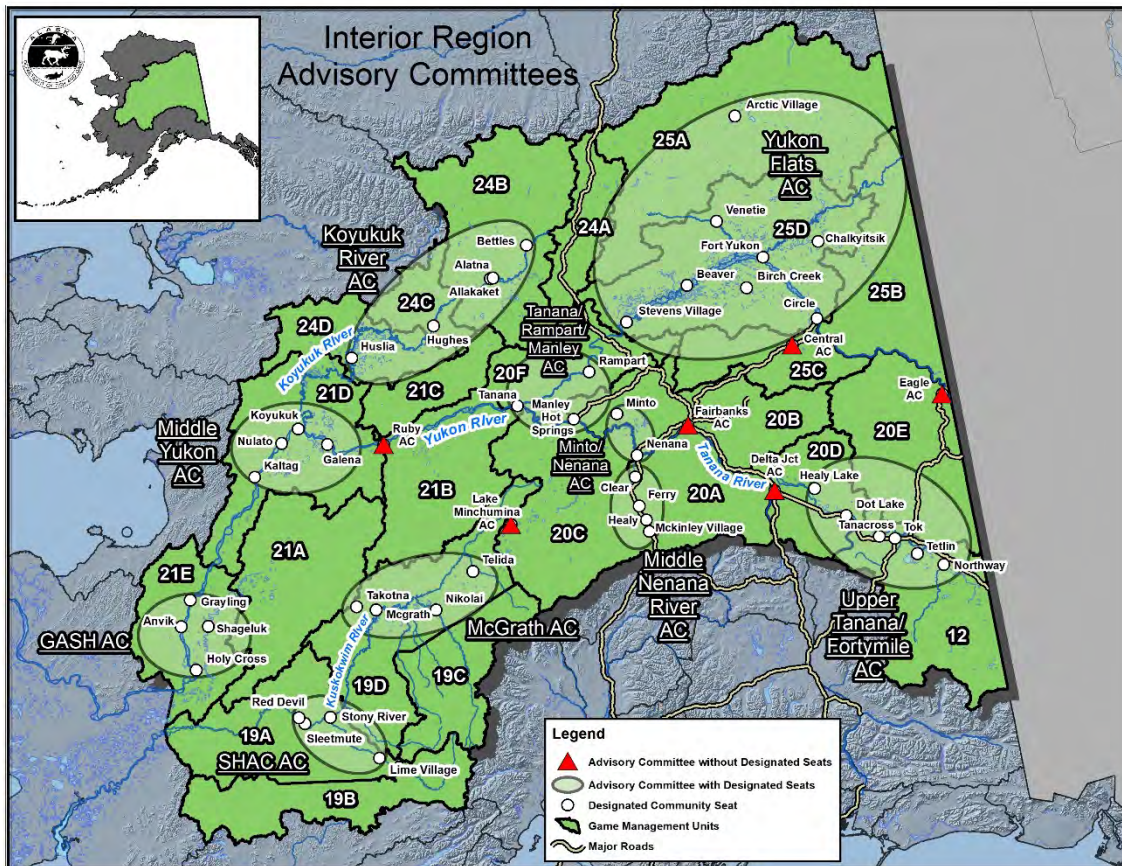 Interior Region
Advisory Committees
ALASKA
Arctic Village
25A
Yukon
Flats
AC
24B
24A
Venetie
25D
Koyukuk
River
AC
Bettles
Fort Yukon
Chalkyitsik
Alatna
Beaver
Birch Creek
Allakaket
24C
25B
Circle
Stevens Village
24D
Tanana/
Rampart/
Manley
AC
Hughes
Koyukuk River
Huslia
Central
AC
Rampart
25C
20F
21D
21C
Eagle
AC
Tanana
Manley
Hot
Springs
Minto
Fairbanks
AC
20B
Koyukuk
Ruby
AC
Yukon River
20E
Middle
Yukon
AC
Nulato
Galena
Minto/
Nenana
AC
Nenana
Tanana River
20D
Delta Jct
AC
Healy Lake
Kaltag
21B
Clear
Ferry
20A
Lake
Minchumina
AC
Dot Lake
20C
Healy
Mckinley Village
Tanacross
Tok
21A
Tetlin
Northway
Telida
21E
Middle
Nenana
River
AC
Grayling
Takotna
Nikolai
Mcgrath
Upper
Tanana/
Fortymile
AC
Anvik
Shageluk
McGrath AC
GASH AC
12
Holy Cross
Kuskokwim River
19C
19D
Red Devil
Stony River
19A
Sleetmute
SHAC AC
Lime Village
19B
Legend
Advisory Committee without Designated Seats
Advisory Committee with Designated Seats
Designated Community Seat
Game Management Units
Major Roads